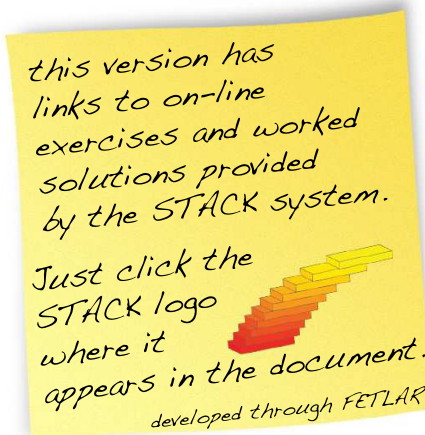 this version has
links to on-line
exercises and worked
solutions provided
by the STACK system.
Just click the
STACK logo
where it
appears in the document.
developed through FETLAR